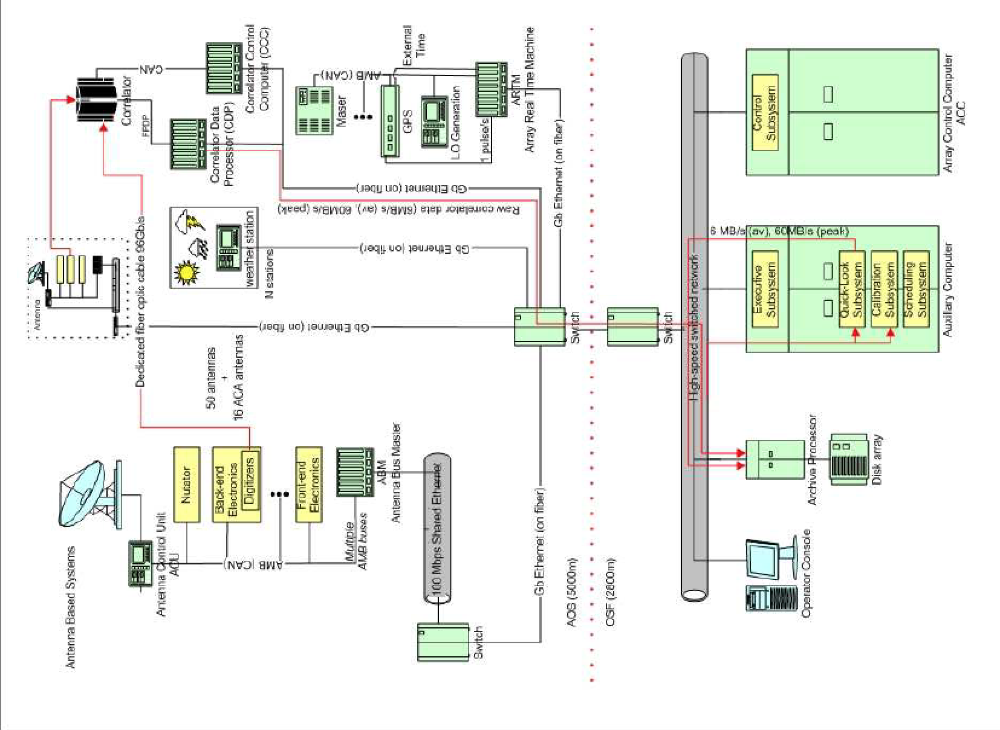 Antenna Based Systems
Antenna Control Unit
ACU
Nutator
Back-end
Electronics
Digitizers
Front-end
Electronics
AMB (CAN)
Multiple
AMB buses
ABM
Antenna Bus Master
100 Mbps Shared Ethernet
Switch
Gb Ethernet (on fiber)
Antenna
50 antennas
+
16 ACA antennas
Dedicated fiber optic cable 96Gb/s
Gb Ethernet (on fiber)
weather station
N stations
Gb Ethernet (on fiber)
Correlator
CAN
FPDP
Correlator Data
Processor (CDP)
Correlator Control
Computer (CCC)
Gb Ethernet (on fiber)
Raw correlator data (6MB/s (av), 60MB/s (peak)
Maser
AMB (CAN)
External
Time
GPS
LO Generation
1 pulse/s
ARTM
Array Real Time Machine
Gb Ethernet (on fiber)
Switch
AOS (5000m)
OSF (2800m)
Switch
High-speed switched network
Operator Console
Archive Processor
Disk array
6 MB/s (av), 60MB/s (peak)
Executive
Subsystem
Quick-Look
Subsystem
Calibration
Subsystem
Scheduling
Subsystem
Auxiliary Computer
Control
Subsystem
Array Control Computer
ACC